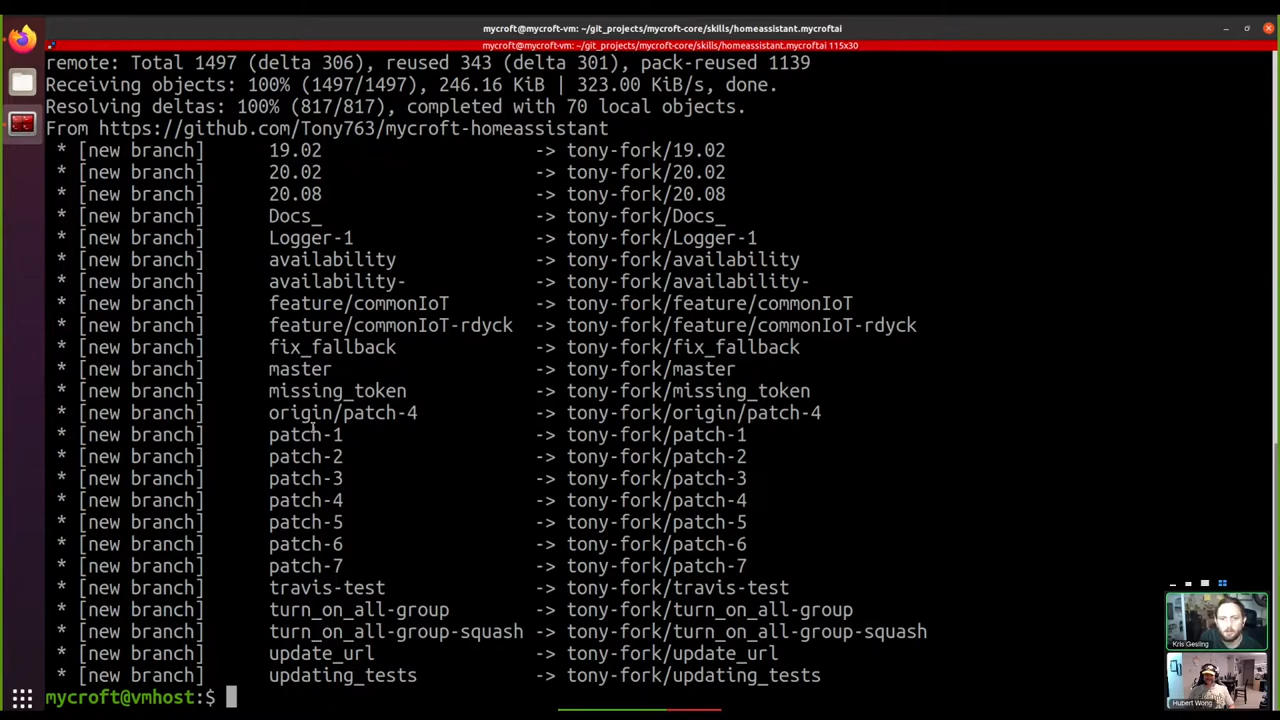 mycroft@mycroft-vm: ~/git_projects/mycroft-core/skills/homeassistant.mycroftai
mycroft@mycroft-vm: ~/git_projects/mycroft-core/skills/homeassistant.mycroftai 115x30
remote: Total 1497 (delta 306), reused 343 (delta 301), pack-reused 1139
Receiving objects: 100% (1497/1497), 246.16 KiB | 323.00 KiB/s, done.
Resolving deltas: 100% (817/817), completed with 70 local objects.
From https://github.com/Tony763/mycroft-homeassistant
* [new branch] 19.02 -> tony-fork/19.02
* [new branch] 20.02 -> tony-fork/20.02
* [new branch] 20.08 -> tony-fork/20.08
* [new branch] Docs_ -> tony-fork/Docs_
* [new branch] Logger-1 -> tony-fork/Logger-1
* [new branch] availability -> tony-fork/availability
* [new branch] availability- -> tony-fork/availability-
* [new branch] feature/commonIoT -> tony-fork/feature/commonIoT
* [new branch] feature/commonIoT-rdyck -> tony-fork/feature/commonIoT-rdyck
* [new branch] fix_fallback -> tony-fork/fix_fallback
* [new branch] master -> tony-fork/master
* [new branch] missing_token -> tony-fork/missing_token
* [new branch] origin/patch-4 -> tony-fork/origin/patch-4
* [new branch] patch-1 -> tony-fork/patch-1
* [new branch] patch-2 -> tony-fork/patch-2
* [new branch] patch-3 -> tony-fork/patch-3
* [new branch] patch-4 -> tony-fork/patch-4
* [new branch] patch-5 -> tony-fork/patch-5
* [new branch] patch-6 -> tony-fork/patch-6
* [new branch] patch-7 -> tony-fork/patch-7
* [new branch] travis-test -> tony-fork/travis-test
* [new branch] turn_on_all-group -> tony-fork/turn_on_all-group
* [new branch] turn_on_all-group-squash -> tony-fork/turn_on_all-group-squash
* [new branch] update_url -> tony-fork/update_url
* [new branch] updating_tests -> tony-fork/updating_tests
mycroft@vmhost:$
Kris Gesling
Hubert Wong